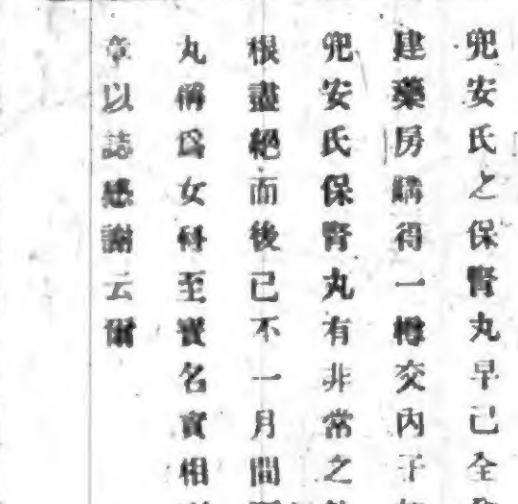 兜安氏之保腎丸早已全
建藥房購得一樽交內子
兜安氏保腎丸有非常之
根盡絕而後已不一月間
丸稱爲女科至寶名實相
章以誌感謝云爾